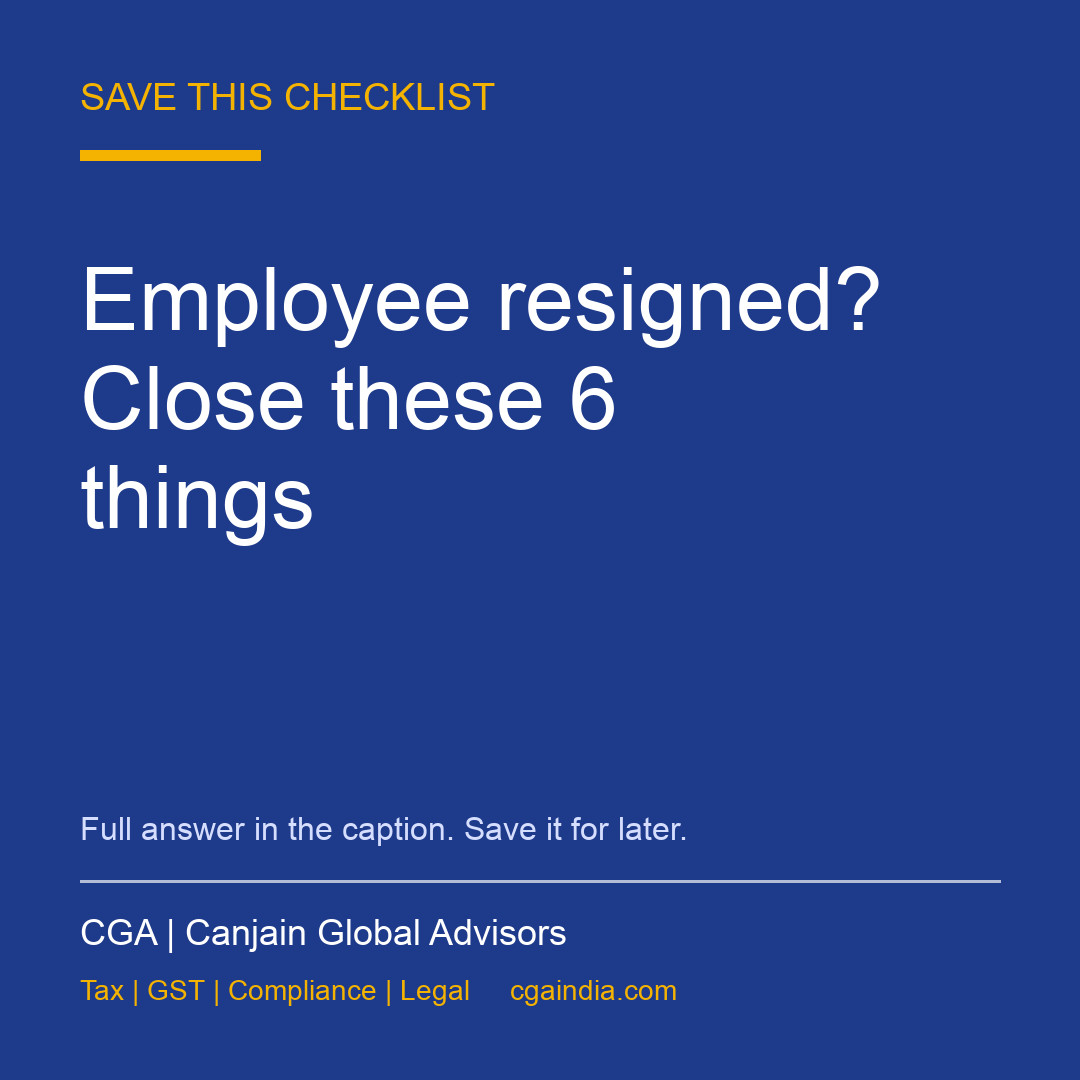 SAVE THIS CHECKLIST
Employee resigned?
Close these 6
things
Full answer in the caption. Save it for later.
CGA | Canjain Global Advisors
Tax | GST | Compliance | Legal cgaindia.com